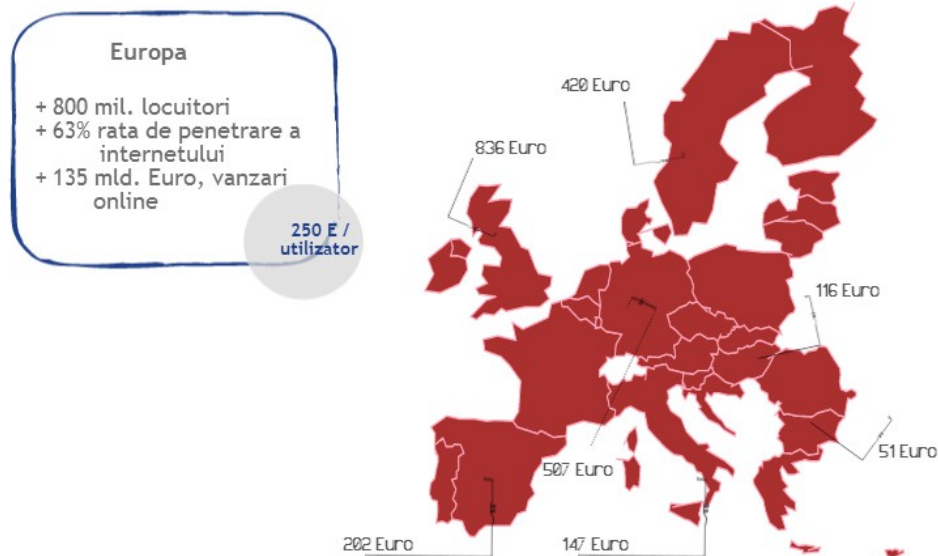 Europa
+ 800 mil. locuitori
+ 63% rata de penetrare a
internetului
+ 135 mld. Euro, vanzari
online
250 E /
utilizator
420 Euro
836 Euro
116 Euro
51 Euro
507 Euro
202 Euro
147 Euro